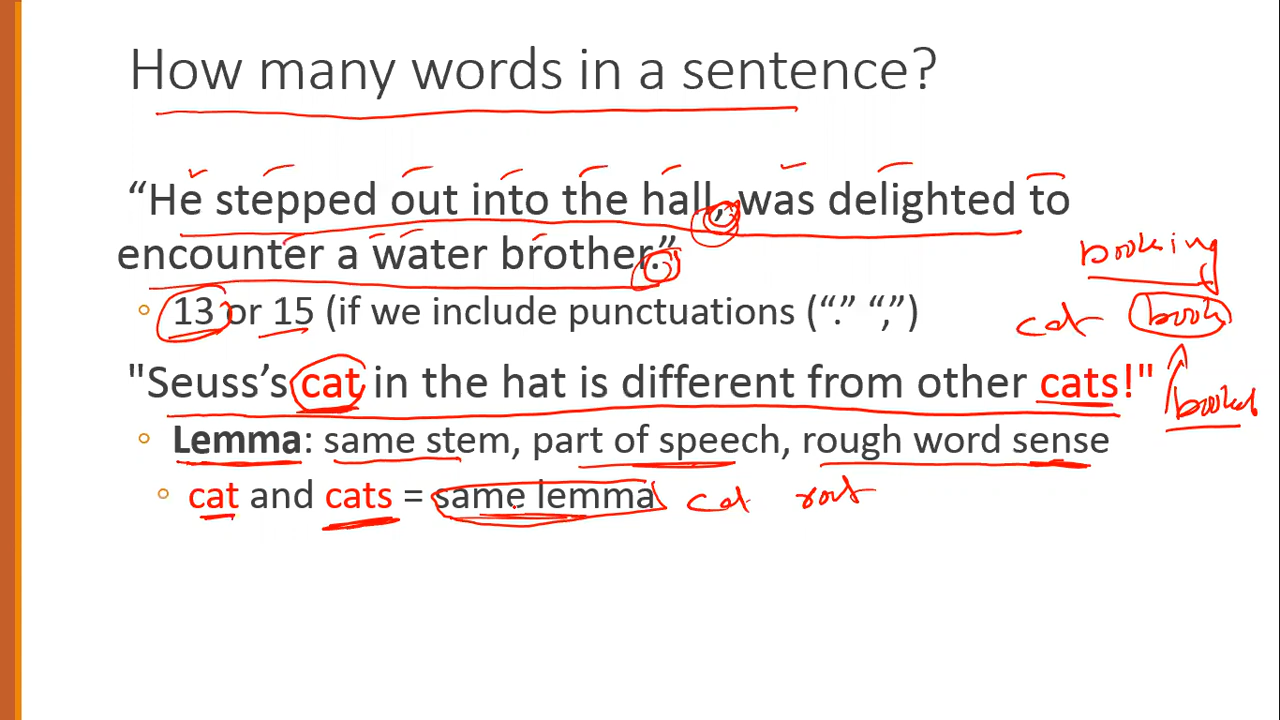 How many words in a sentence?
“He stepped out into the hall, was delighted to
encounter a water brother.”
booking
13 or 15 (if we include punctuations (“.” “,”)
cat book
"Seuss’s cat in the hat is different from other cats!"
booked
Lemma: same stem, part of speech, rough word sense
cat and cats = same lemma cat root